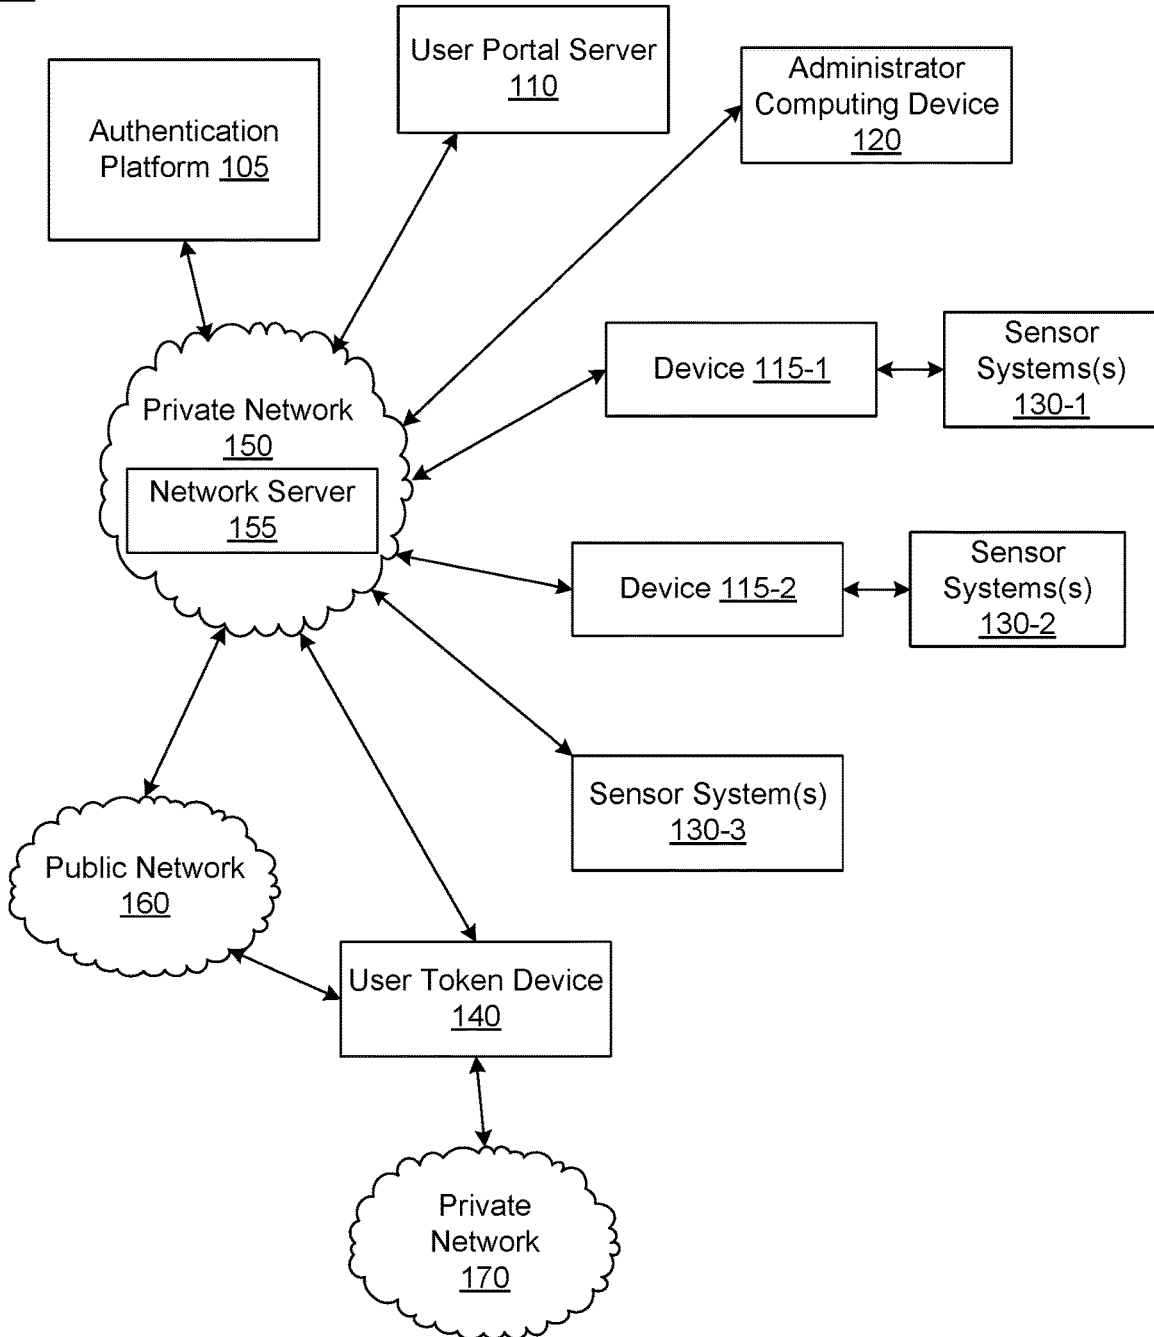 User Portal Server
110
Administrator
Computing Device
120
Authentication
Platform 105
Device 115-1
Sensor
Systems(s)
130-1
Private Network
150
Network Server
155
Device 115-2
Sensor
Systems(s)
130-2
Sensor System(s)
130-3
Public Network
160
User Token Device
140
Private
Network
170